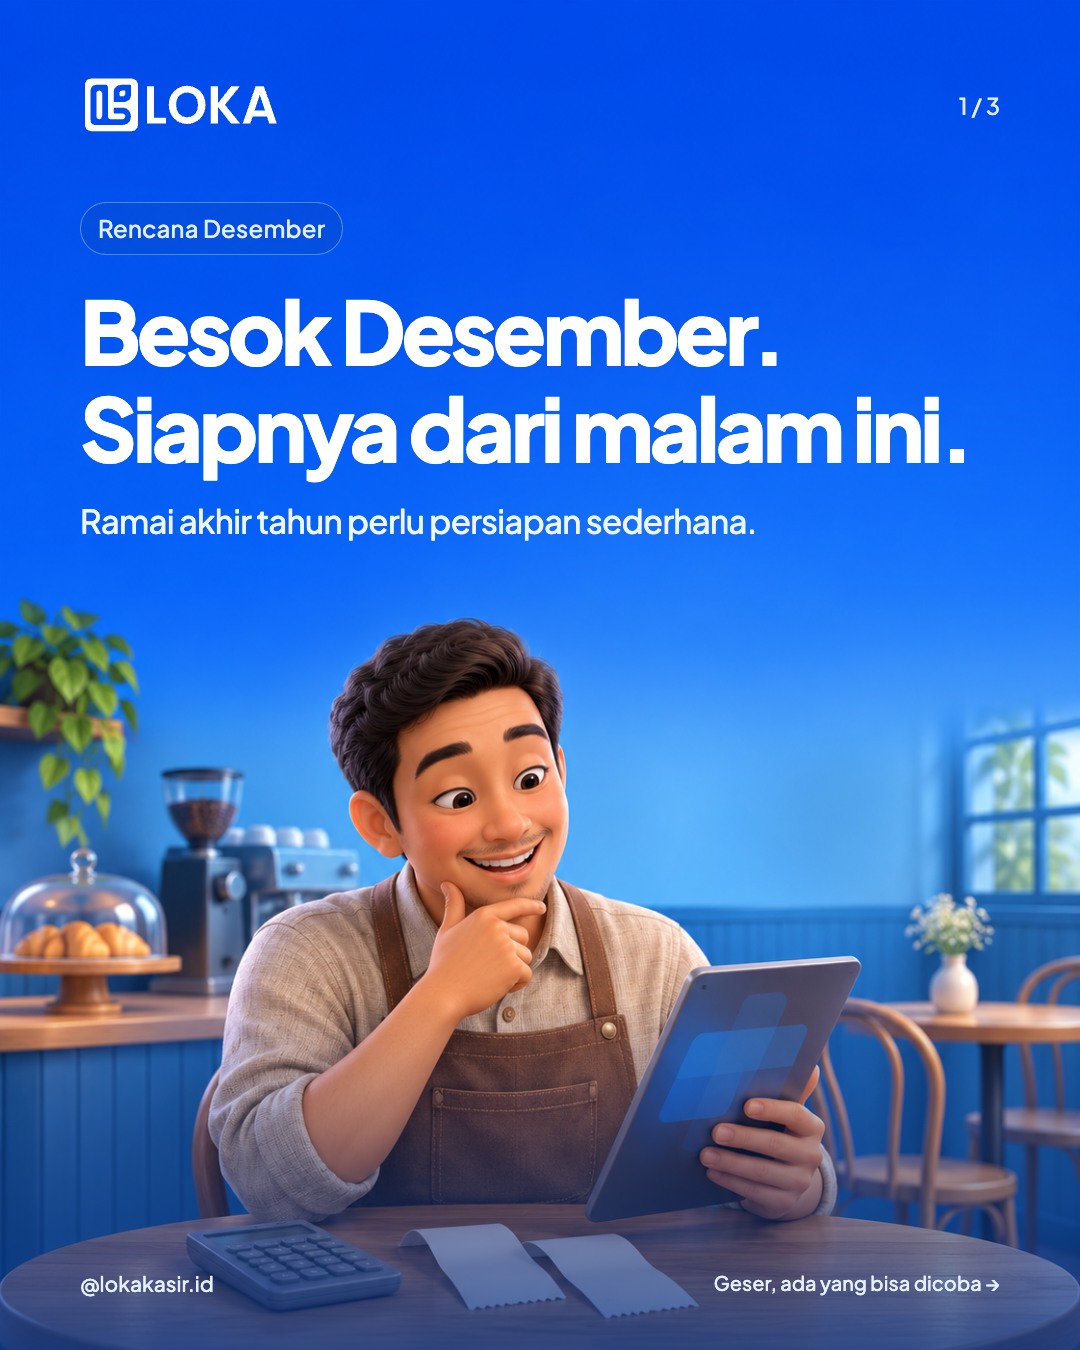 LOKA
1/3
Rencana Desember
Besok Desember.
Siapnya dari malam ini.
Ramai akhir tahun perlu persiapan sederhana.
@lokakasir.id
Geser, ada yang bisa dicoba →